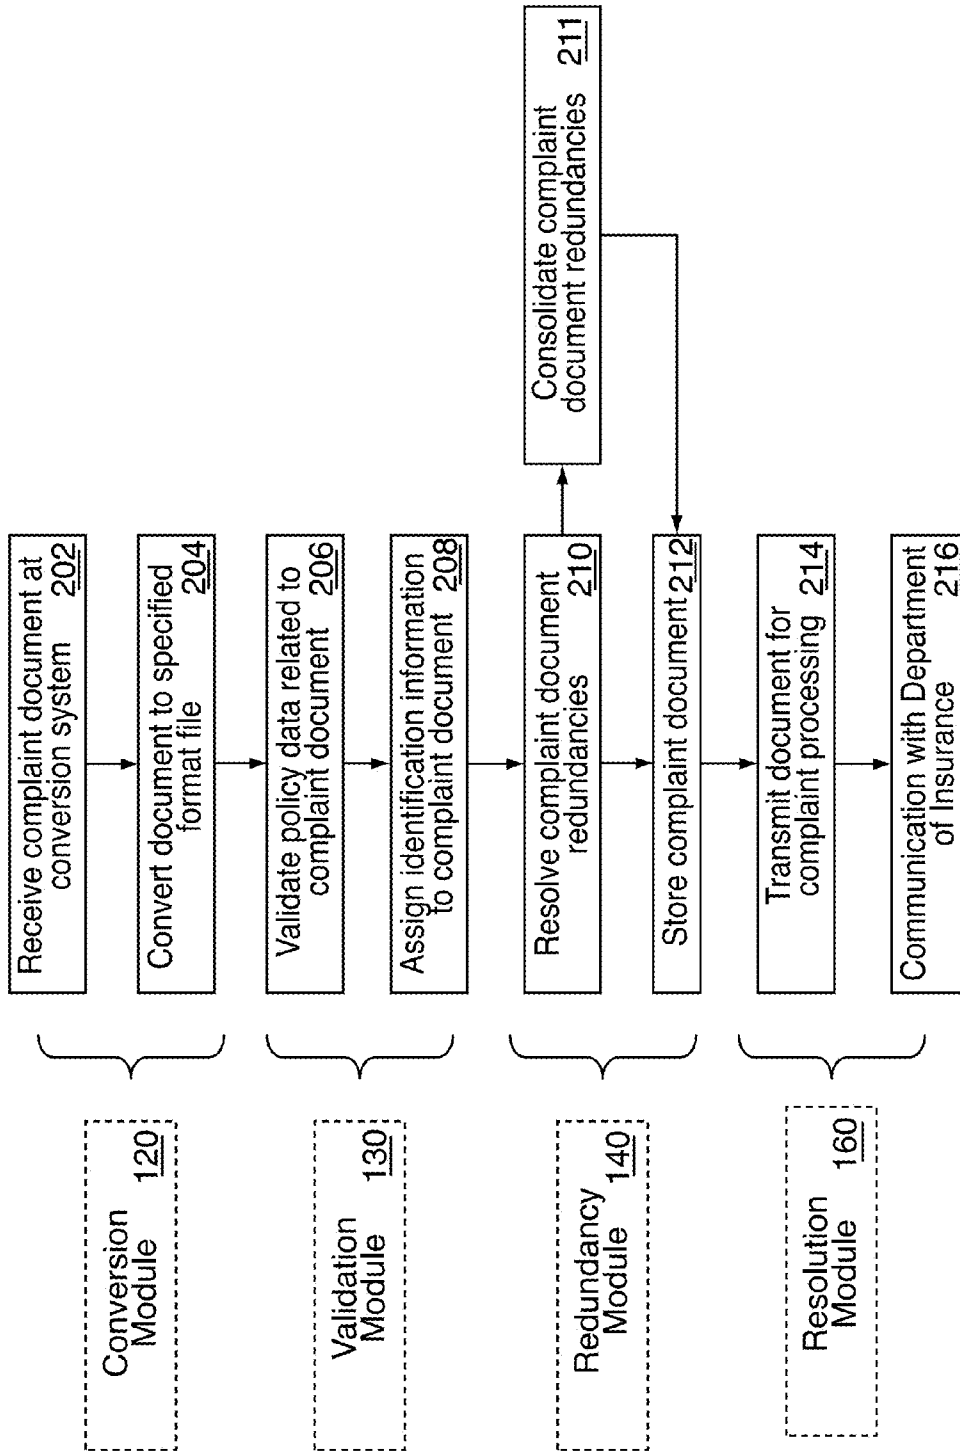 Conversion
Module 120
Receive complaint document at
conversion system 202
Convert document to specified
format file 204
Validation
Module 130
Validate policy data related to
complaint document 206
Assign identification information
to complaint document 208
Redundancy
Module 140
Resolve complaint document
redundancies 210
Consolidate complaint
document redundancies 211
Store complaint document 212
Resolution
Module 160
Transmit document for
complaint processing 214
Communication with Department
of Insurance 216